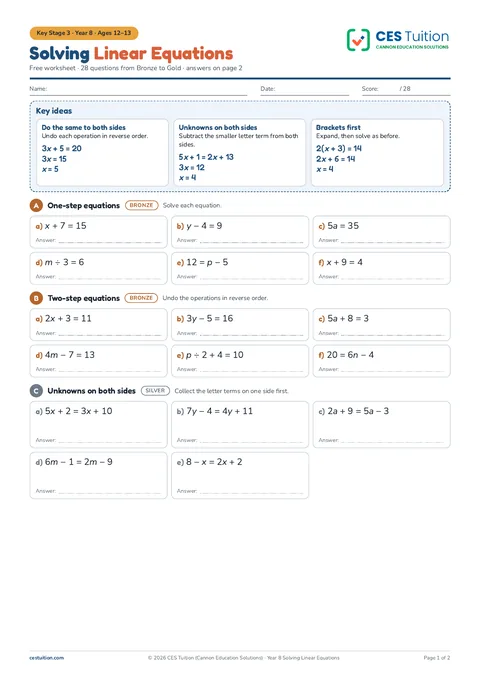 Key Stage 3 · Year 8 · Ages 12–13
CES Tuition
CANNON EDUCATION SOLUTIONS
Solving Linear Equations
Free worksheet · 28 questions from Bronze to Gold · answers on page 2
Name: Date: Score: / 28
Key ideas
Do the same to both sides
Undo each operation in reverse order.
3x + 5 = 20
3x = 15
x = 5
Unknowns on both sides
Subtract the smaller letter term from both
sides.
5x + 1 = 2x + 13
3x = 12
x = 4
Brackets first
Expand, then solve as before.
2(x + 3) = 14
2x + 6 = 14
x = 4
A One-step equations BRONZE Solve each equation.
a) x + 7 = 15 b) y − 4 = 9 c) 5a = 35
Answer: Answer: Answer:
d) m ÷ 3 = 6 e) 12 = p − 5 f) x + 9 = 4
Answer: Answer: Answer:
B Two-step equations BRONZE Undo the operations in reverse order.
a) 2x + 3 = 11 b) 3y − 5 = 16 c) 5a + 8 = 3
Answer: Answer: Answer:
d) 4m − 7 = 13 e) p ÷ 2 + 4 = 10 f) 20 = 6n − 4
Answer: Answer: Answer:
C Unknowns on both sides SILVER Collect the letter terms on one side first.
a) 5x + 2 = 3x + 10 b) 7y − 4 = 4y + 11 c) 2a + 9 = 5a − 3
Answer: Answer: Answer:
d) 6m − 1 = 2m − 9 e) 8 − x = 2x + 2
Answer: Answer:
cestuition.com © 2026 CES Tuition (Cannon Education Solutions) · Year 8 Solving Linear Equations Page 1 of 2